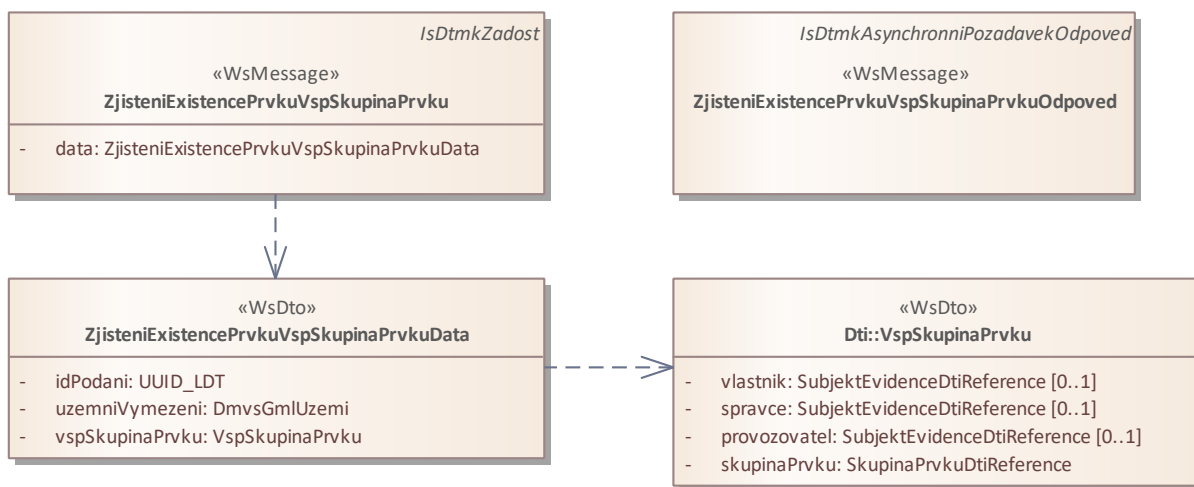 IsDtmkZadost
«WsMessage»
ZjisteniExistencePrvkuVspSkupinaPrvku
- data: ZjisteniExistencePrvkuVspSkupinaPrvkuData
IsDtmkAsynchronniPozadavekOdpoved
«WsMessage»
ZjisteniExistencePrvkuVspSkupinaPrvkuOdpoved
«WsDto»
ZjisteniExistencePrvkuVspSkupinaPrvkuData
- idPodani: UUID_LDT
- uzemniVymezeni: DmvsGmlUzemi
- vspSkupinaPrvku: VspSkupinaPrvku
«WsDto»
Dti::VspSkupinaPrvku
- vlastnik: SubjektEvidenceDtiReference [0..1]
- spravce: SubjektEvidenceDtiReference [0..1]
- provozovatel: SubjektEvidenceDtiReference [0..1]
- skupinaPrvku: SkupinaPrvkuDtiReference